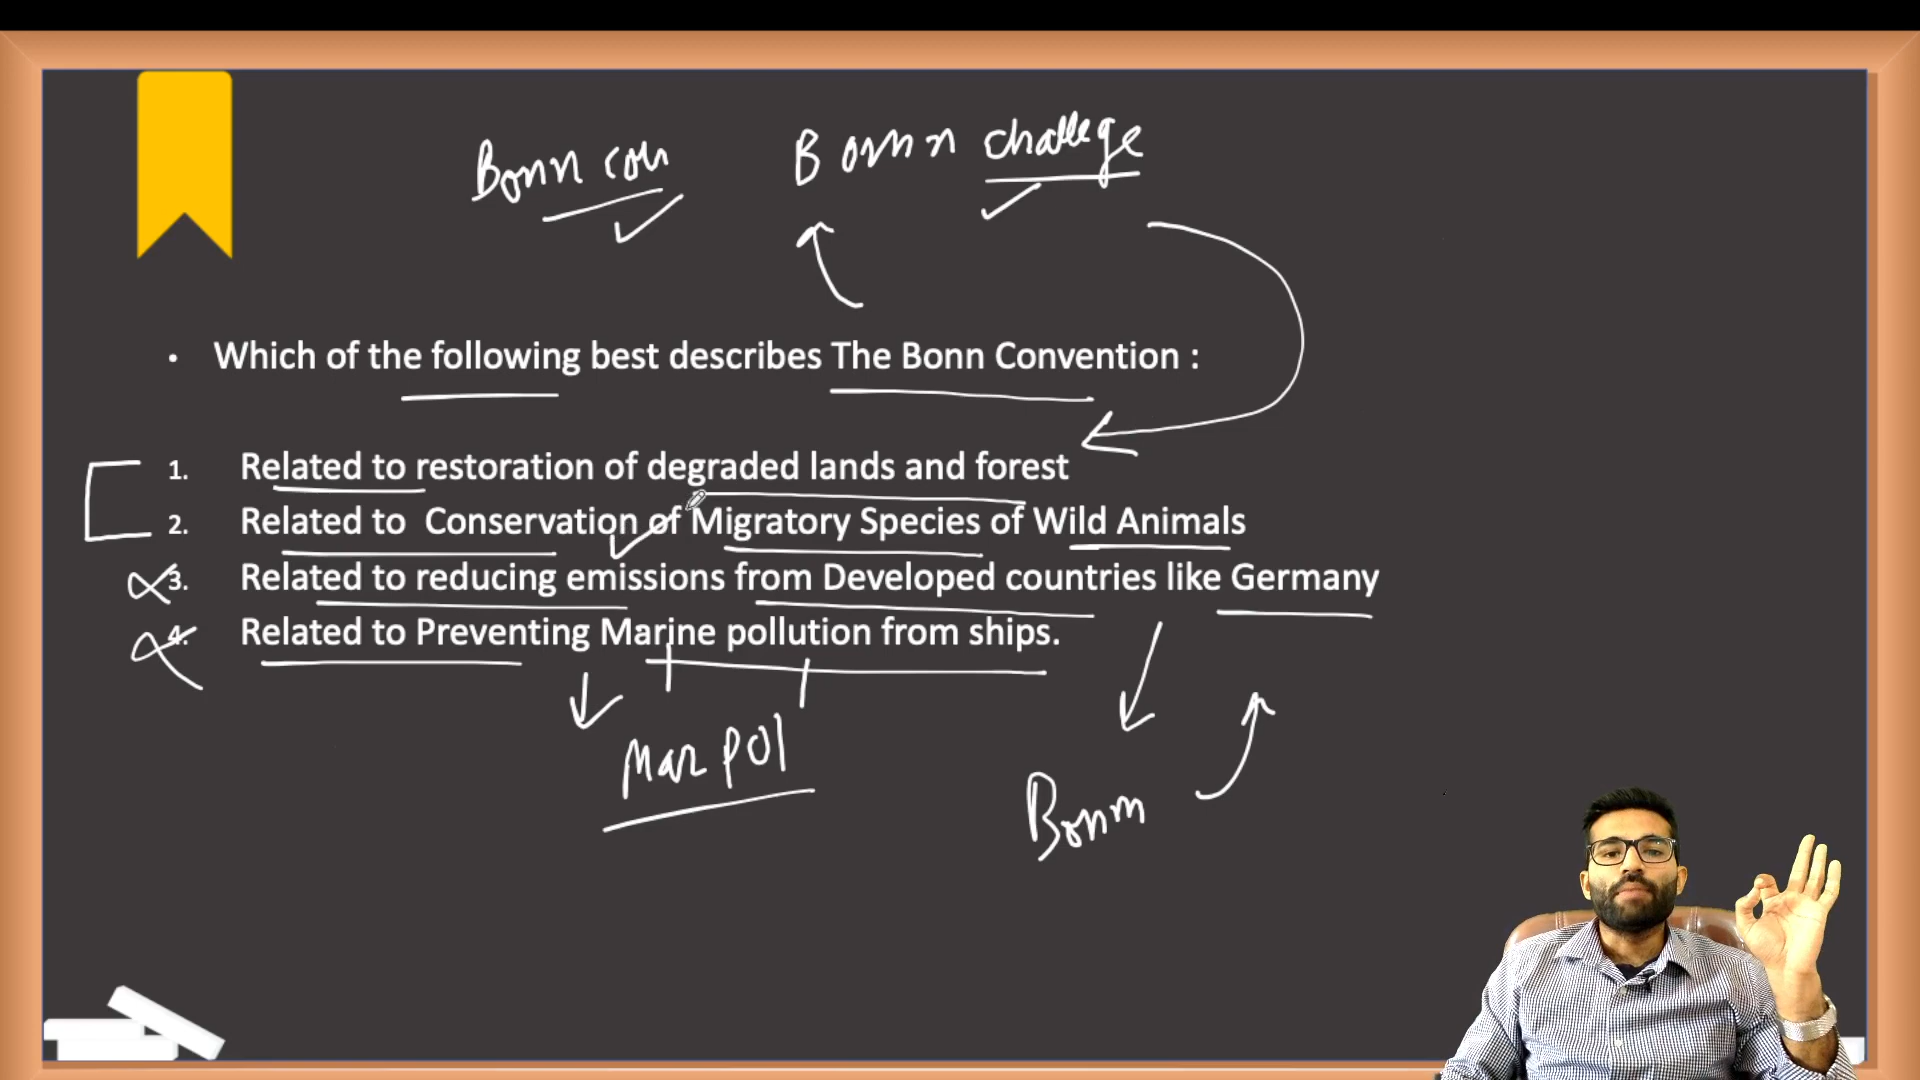 Bonn con Bonn challege
• Which of the following best describes The Bonn Convention :
1. Related to restoration of degraded lands and forest
2. Related to Conservation of Migratory Species of Wild Animals
3. Related to reducing emissions from Developed countries like Germany
4. Related to Preventing Marine pollution from ships.
Mar pol
Bonn